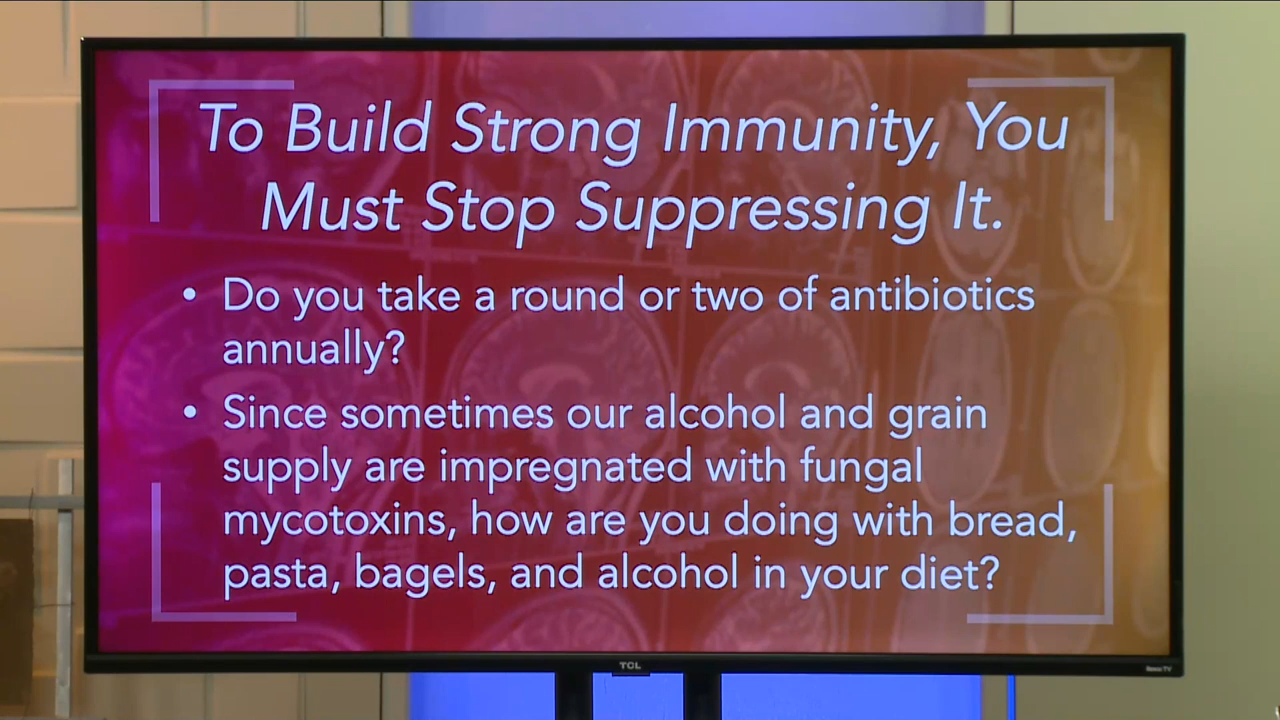 To Build Strong Immunity, You
Must Stop Suppressing It.
• Do you take a round or two of antibiotics
annually?
• Since sometimes our alcohol and grain
supply are impregnated with fungal
mycotoxins, how are you doing with bread,
pasta, bagels, and alcohol in your diet?
TCL
Roku TV